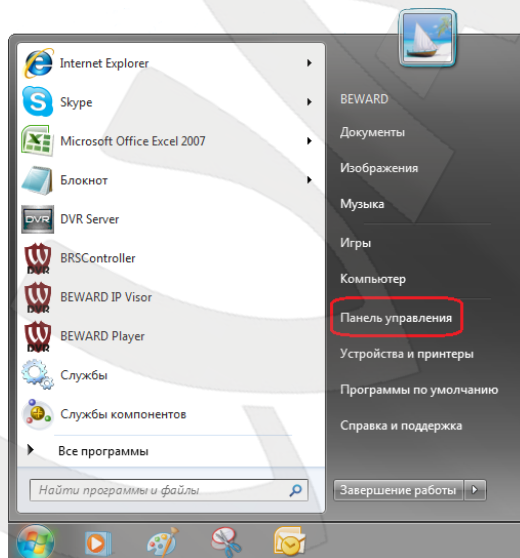 Internet Explorer
Skype
Microsoft Office Excel 2007
Блокнот
DVR Server
BRSController
BEWARD IP Visor
BEWARD Player
Службы
Службы компонентов
Все программы
Найти программы и файлы
BEWARD
Документы
Изображения
Музыка
Игры
Компьютер
Панель управления
Устройства и принтеры
Программы по умолчанию
Справка и поддержка
Завершение работы